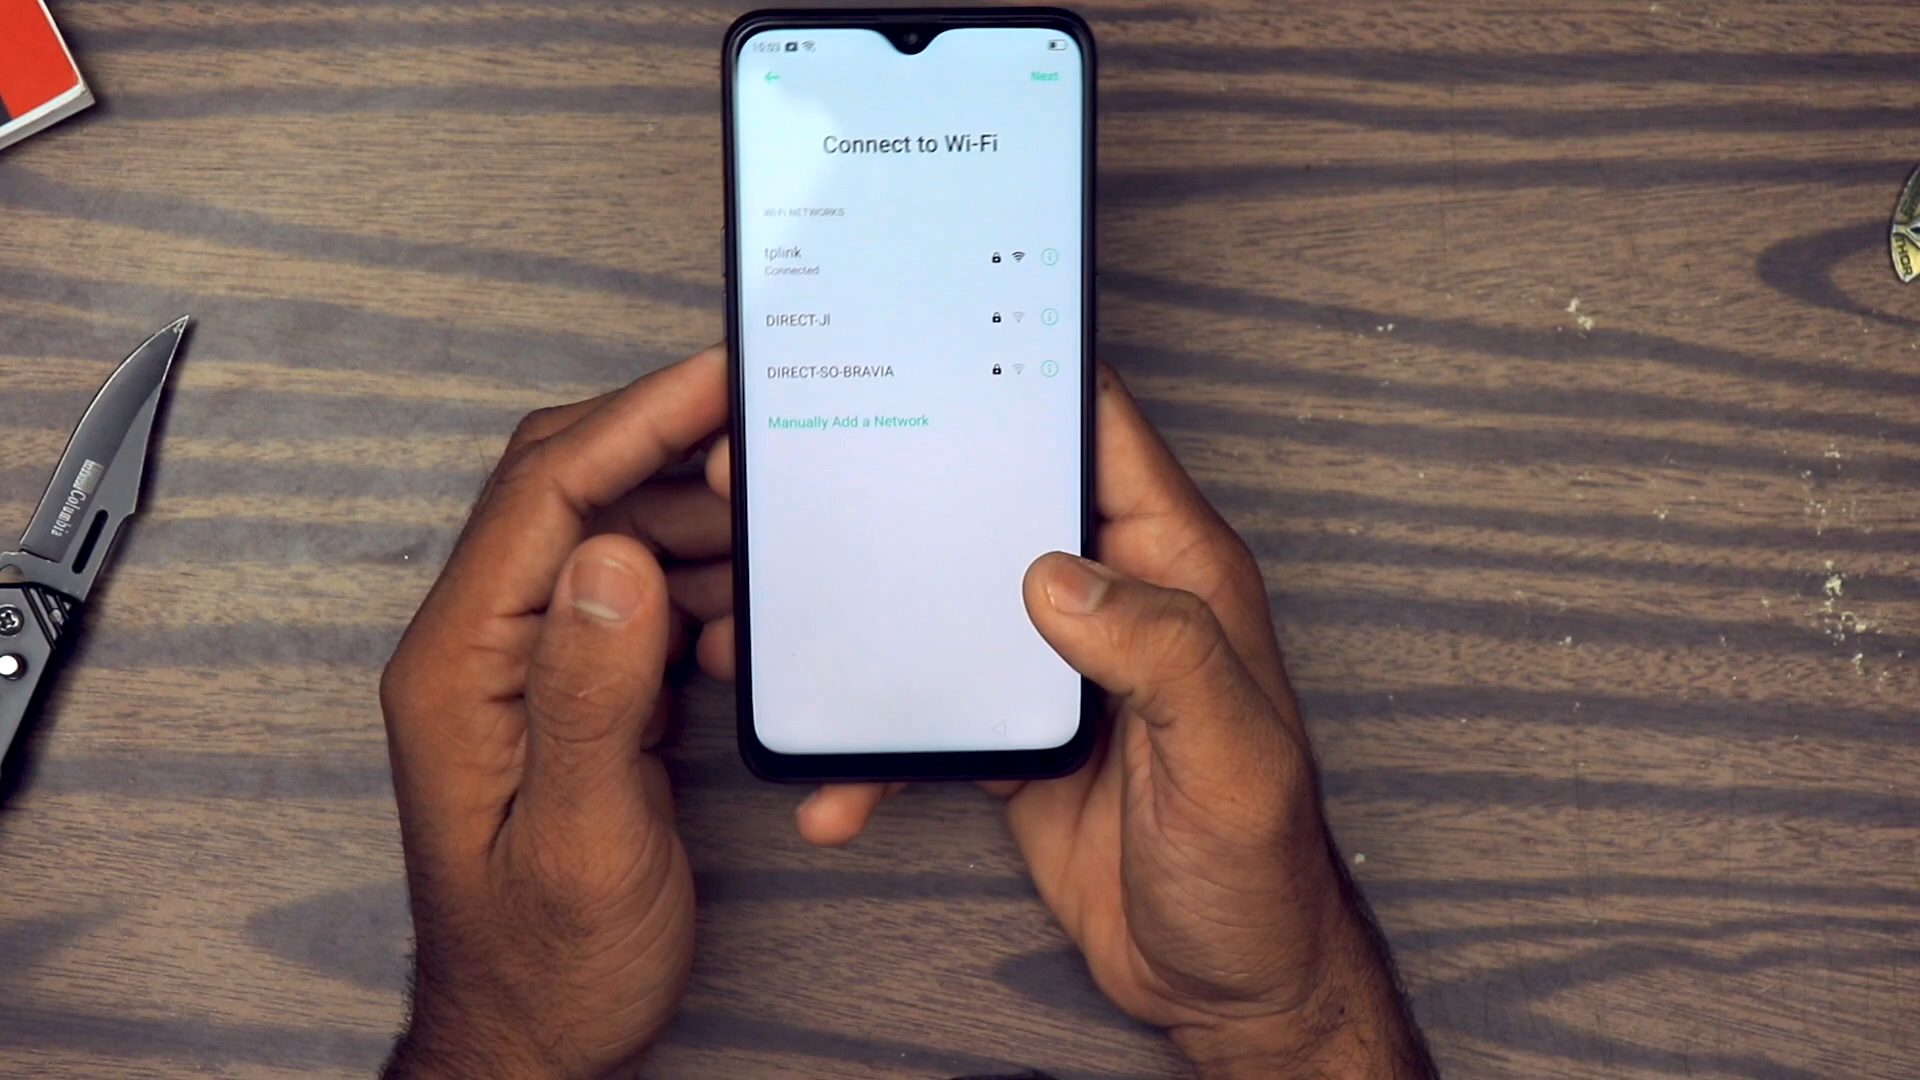 Next
Connect to Wi-Fi
WI-FI NETWORKS
tplink
Connected
DIRECT-JI
DIRECT-SO-BRAVIA
Manually Add a Network
Columbia
THOR